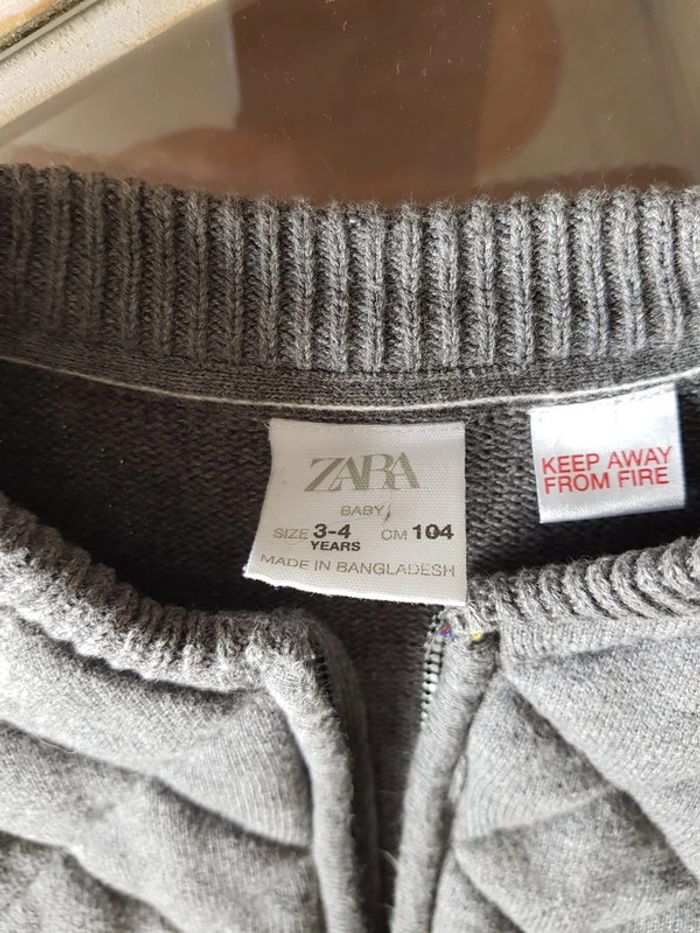 ZARA
BABY
SIZE 3-4 CM 104
YEARS
MADE IN BANGLADESH
KEEP AWAY
FROM FIRE